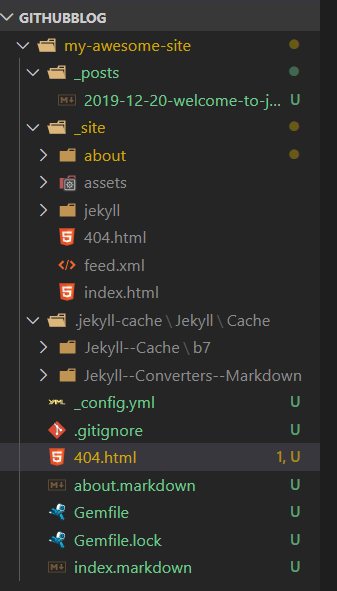 GITHUBBLOG
my-awesome-site
_posts
2019-12-20-welcome-to-j... U
_site
about
assets
jekyll
404.html
feed.xml
index.html
.jekyll-cache \ Jekyll \ Cache
Jekyll--Cache \ b7
Jekyll--Converters--Markdown
_config.yml U
.gitignore U
404.html 1, U
about.markdown U
Gemfile U
Gemfile.lock U
index.markdown U